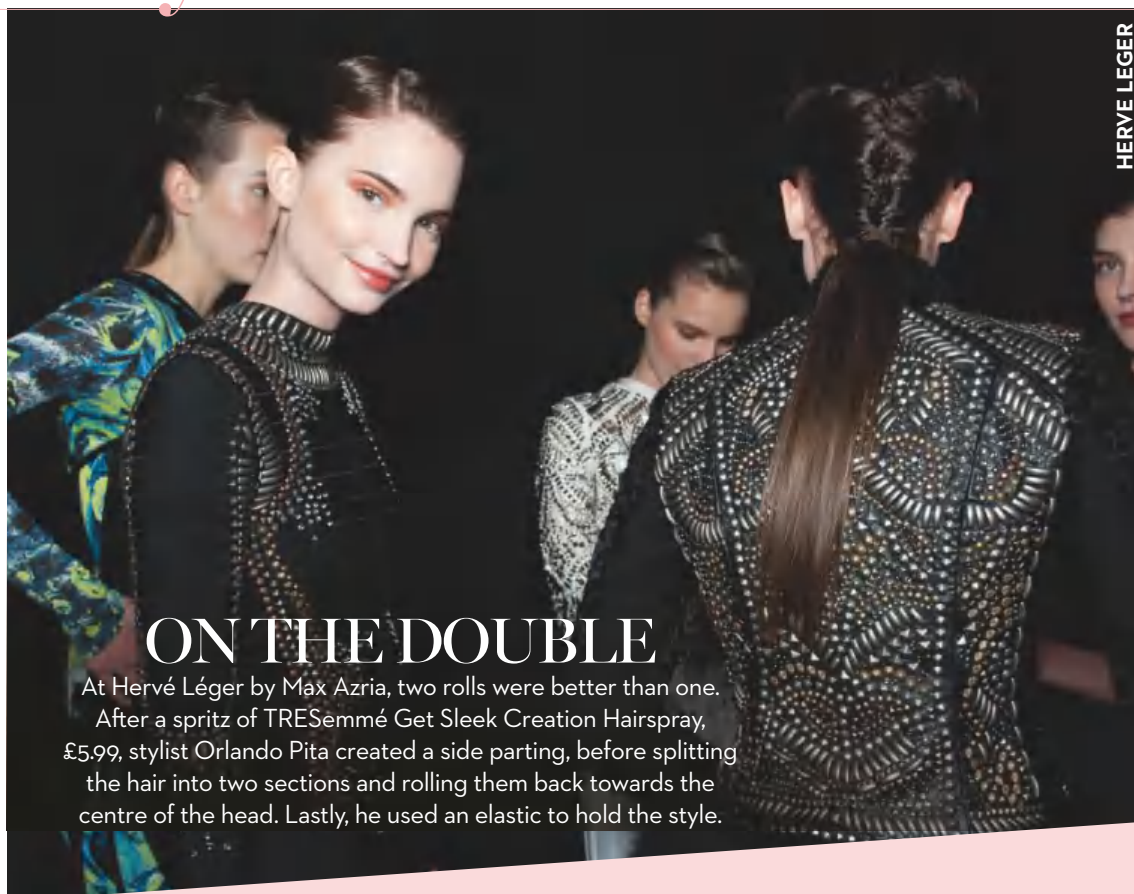 HERVE LEGER
ON THE DOUBLE
At Hervé Léger by Max Azria, two rolls were better than one.
After a spritz of TRESemmé Get Sleek Creation Hairspray,
£5.99, stylist Orlando Pita created a side parting, before splitting
the hair into two sections and rolling them back towards the
centre of the head. Lastly, he used an elastic to hold the style.